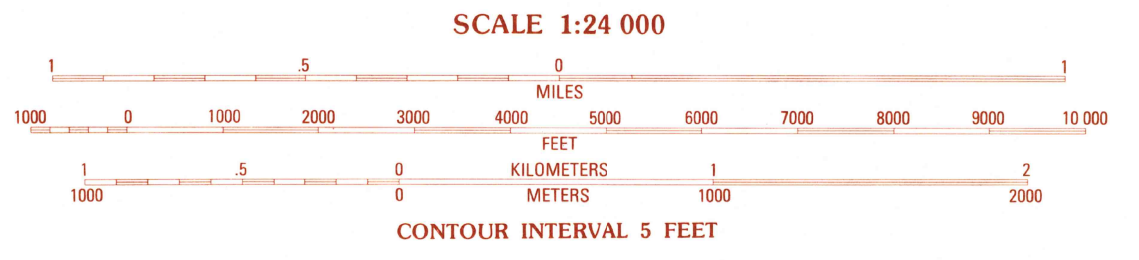 SCALE 1:24 000
1 .5 0 1
MILES
1000 0 1000 2000 3000 4000 5000 6000 7000 8000 9000 10 000
FEET
1 .5 0 KILOMETERS 1 2
1000 0 METERS 1000 2000
CONTOUR INTERVAL 5 FEET